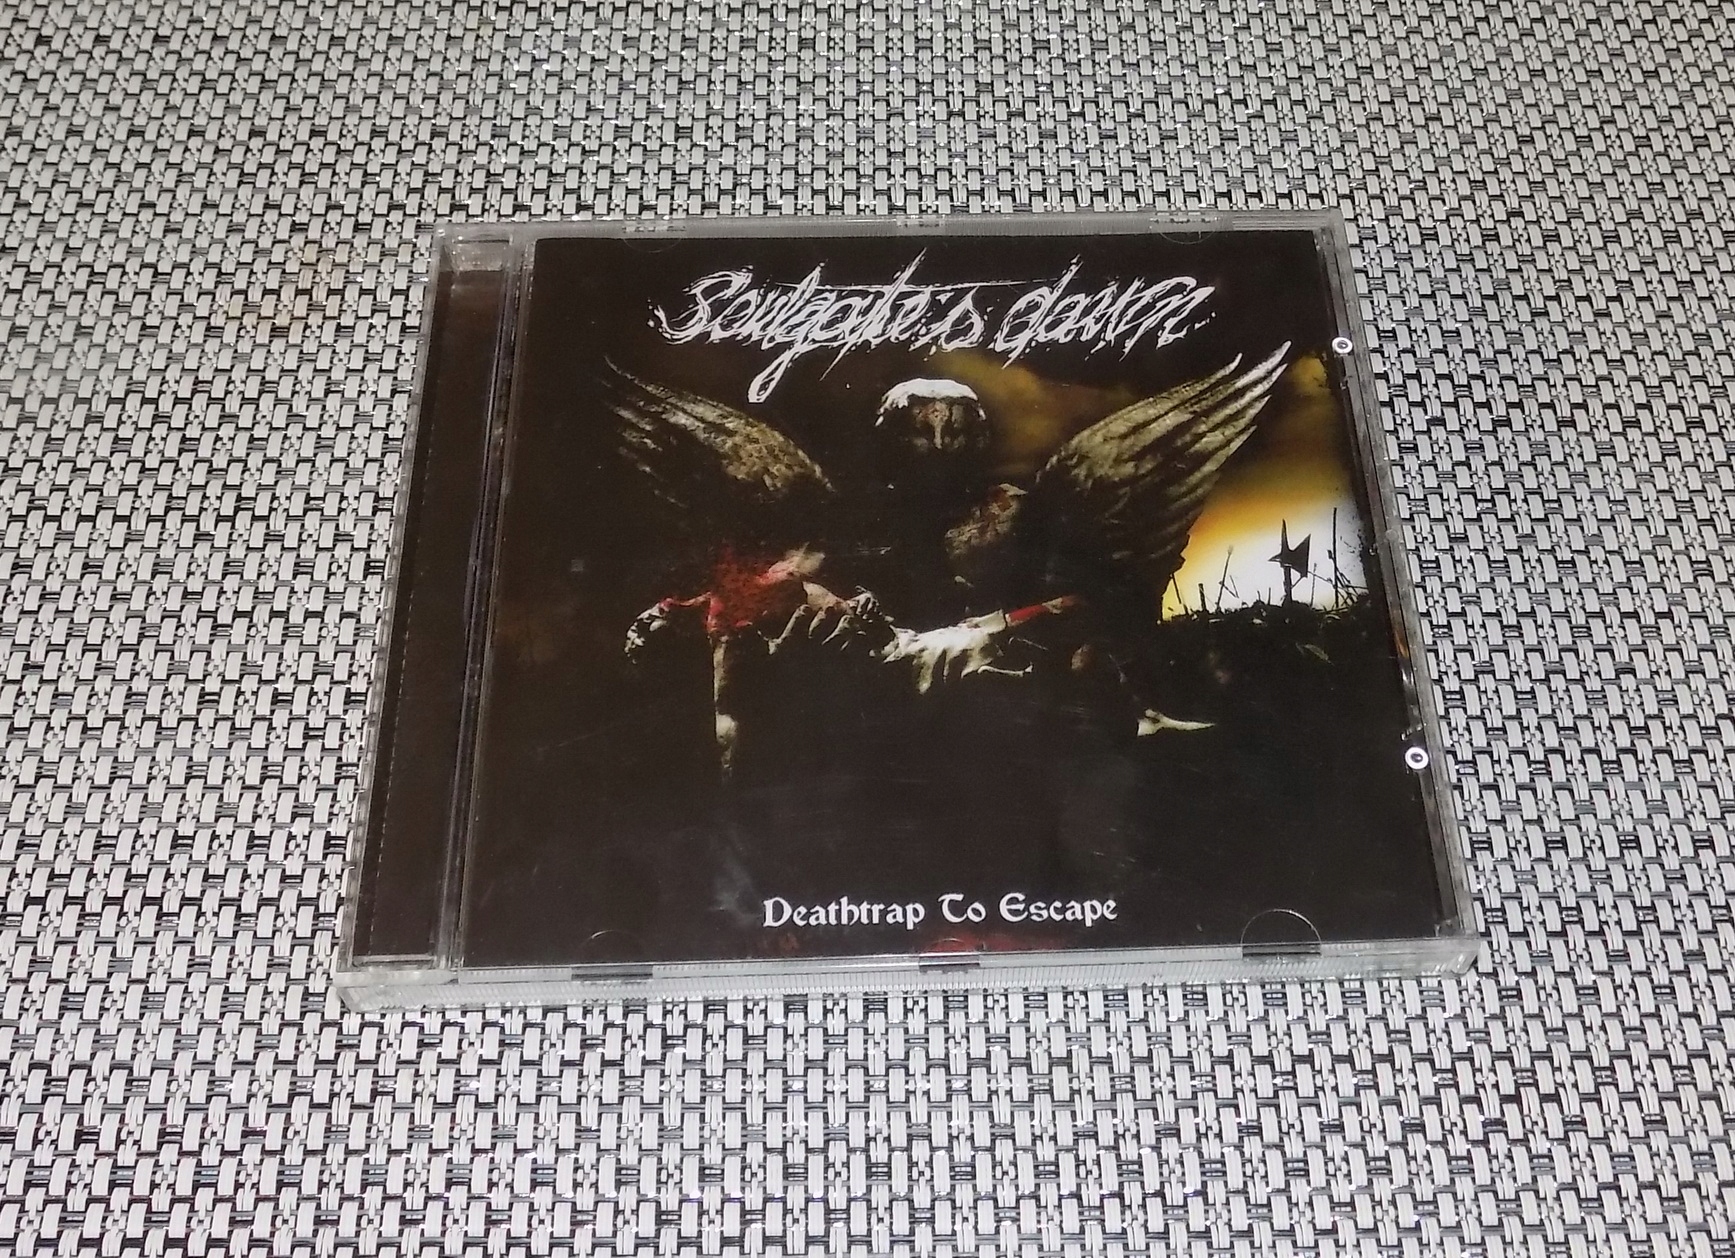 Soulgate's dawn
Deathtrap To Escape